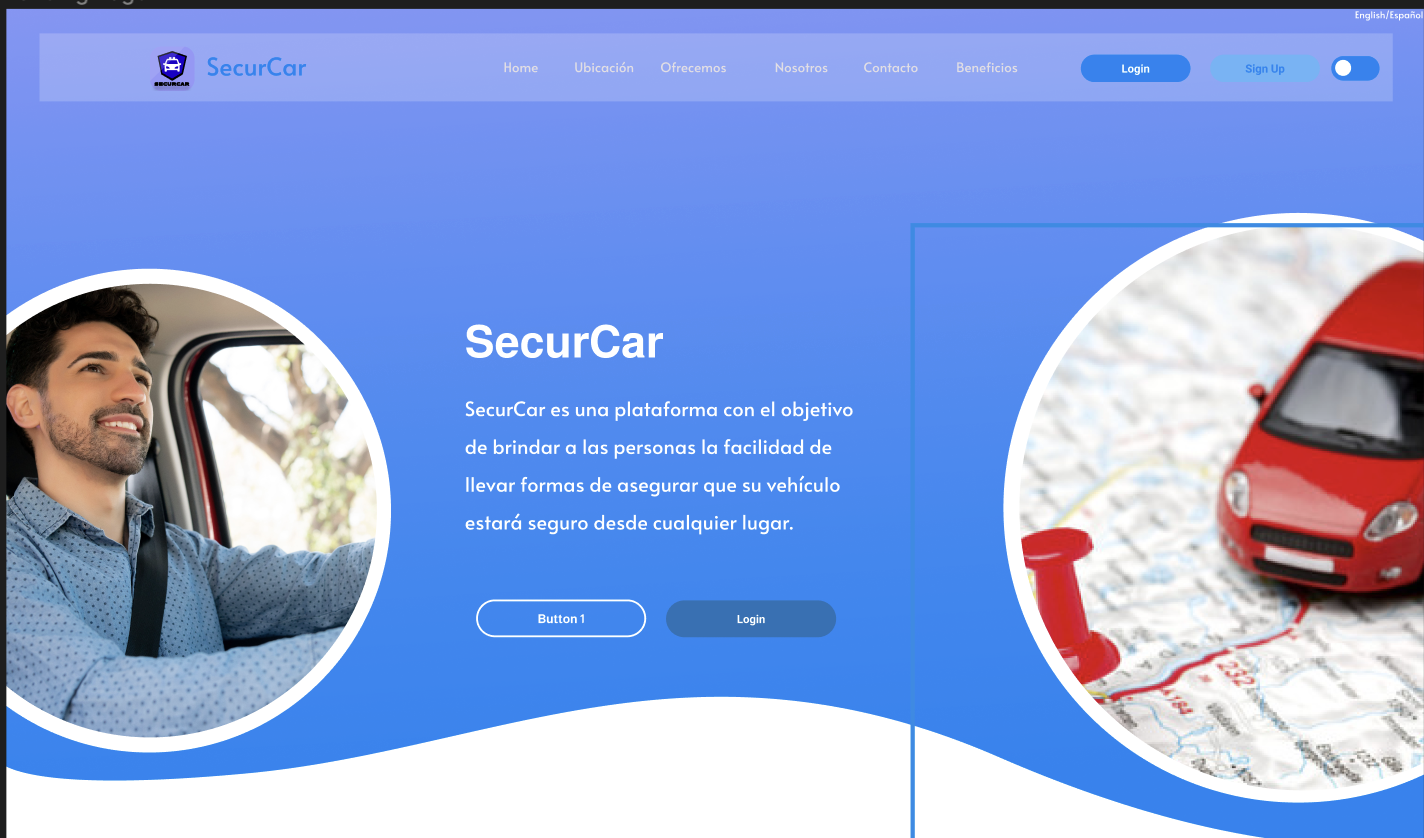 English/Español
SECURCAR
SecurCar
Home Ubicación Ofrecemos Nosotros Contacto Beneficios
Login
Sign Up
SecurCar
SecurCar es una plataforma con el objetivo
de brindar a las personas la facilidad de
llevar formas de asegurar que su vehículo
estará seguro desde cualquier lugar.
Button 1
Login
232
A184